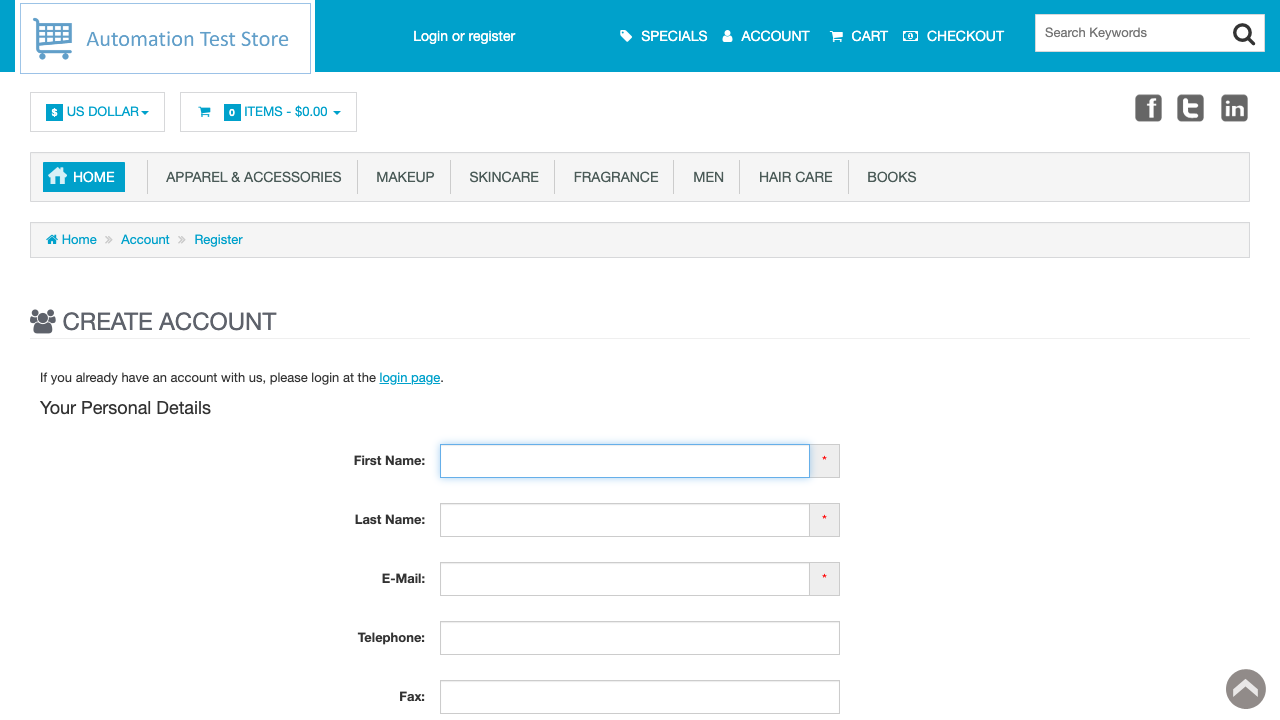 Automation Test Store
Login or register
SPECIALS ACCOUNT CART CHECKOUT
Search Keywords
$ US DOLLAR
0 ITEMS - $0.00
f t in
HOME APPAREL & ACCESSORIES MAKEUP SKINCARE FRAGRANCE MEN HAIR CARE BOOKS
Home » Account » Register
CREATE ACCOUNT
If you already have an account with us, please login at the login page.
Your Personal Details
First Name: *
Last Name: *
E-Mail: *
Telephone:
Fax: